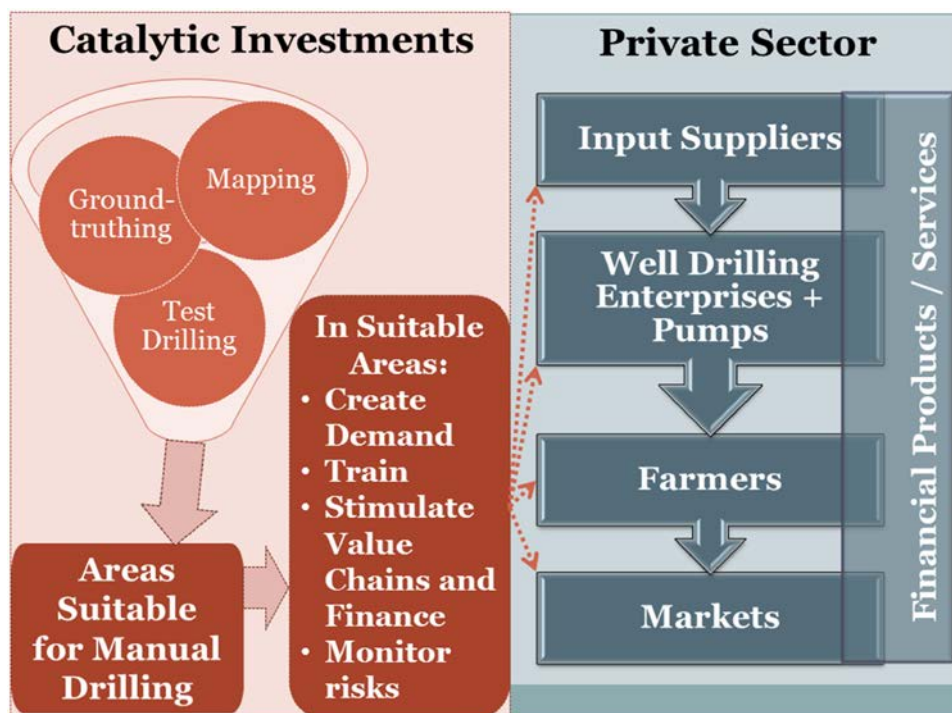 Catalytic Investments
Mapping
Ground-
truthing
Test
Drilling
Areas
Suitable
for Manual
Drilling
In Suitable
Areas:
• Create
Demand
• Train
• Stimulate
Value
Chains and
Finance
• Monitor
risks
Private Sector
Input Suppliers
Well Drilling
Enterprises +
Pumps
Farmers
Markets
Financial Products / Services